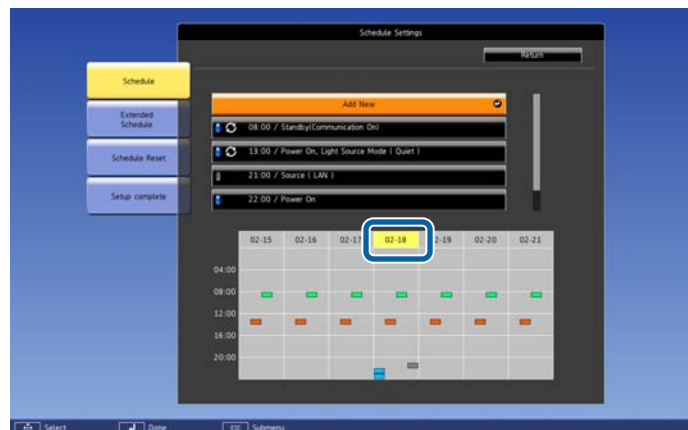 Schedule Settings
Return
Schedule
Extended
Schedule
Schedule Reset
Setup complete
Add New
08:00 / Standby(Communication On)
13:00 / Power On, Light Source Mode ( Quiet )
21:00 / Source ( LAN )
22:00 / Power On
02-15 02-16 02-17 02-18 2-19 02-20 02-21
04:00
08:00
12:00
16:00
20:00
Select Done ESC Submenu